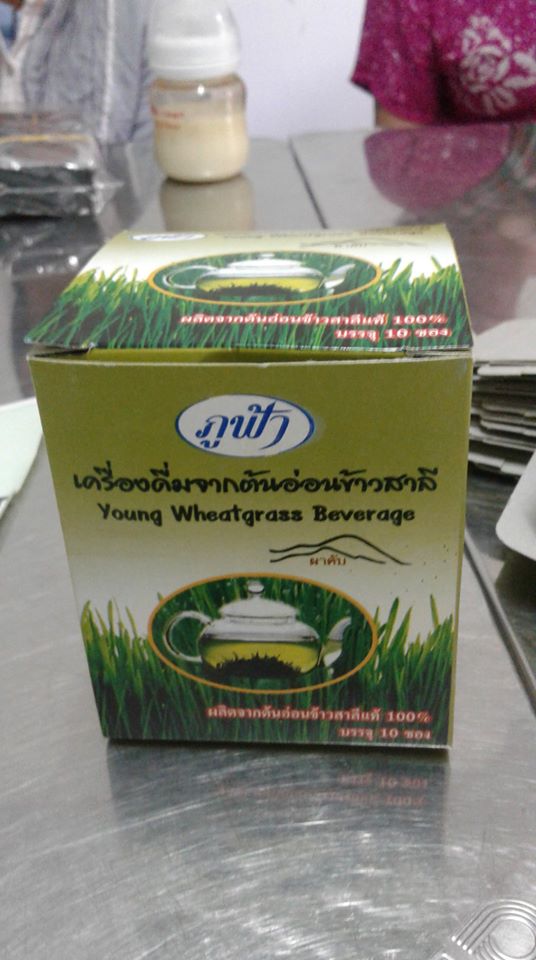 ผลิตจากต้นอ่อนข้าวสาลีแท้ 100%
บรรจุ 10 ซอง
ภูฟ้า
เครื่องดื่มจากต้นอ่อนข้าวสาลี
Young Wheatgrass Beverage
ผาคับ
ผลิตจากต้นอ่อนข้าวสาลีแท้ 100%
บรรจุ 10 ซอง